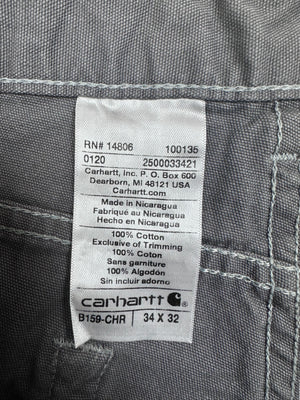 RN# 14806 100135
0120 2500033421
Carhartt, Inc. P.O. Box 600
Dearborn, MI 48121 USA
Carhartt.com
Made in Nicaragua
Fabriqué au Nicaragua
Hecho en Nicaragua
100% Cotton
Exclusive of Trimming
100% Coton
Sans garniture
100% Algodón
Sin incluir adorno
carhartt
B159-CHR 34 X 32